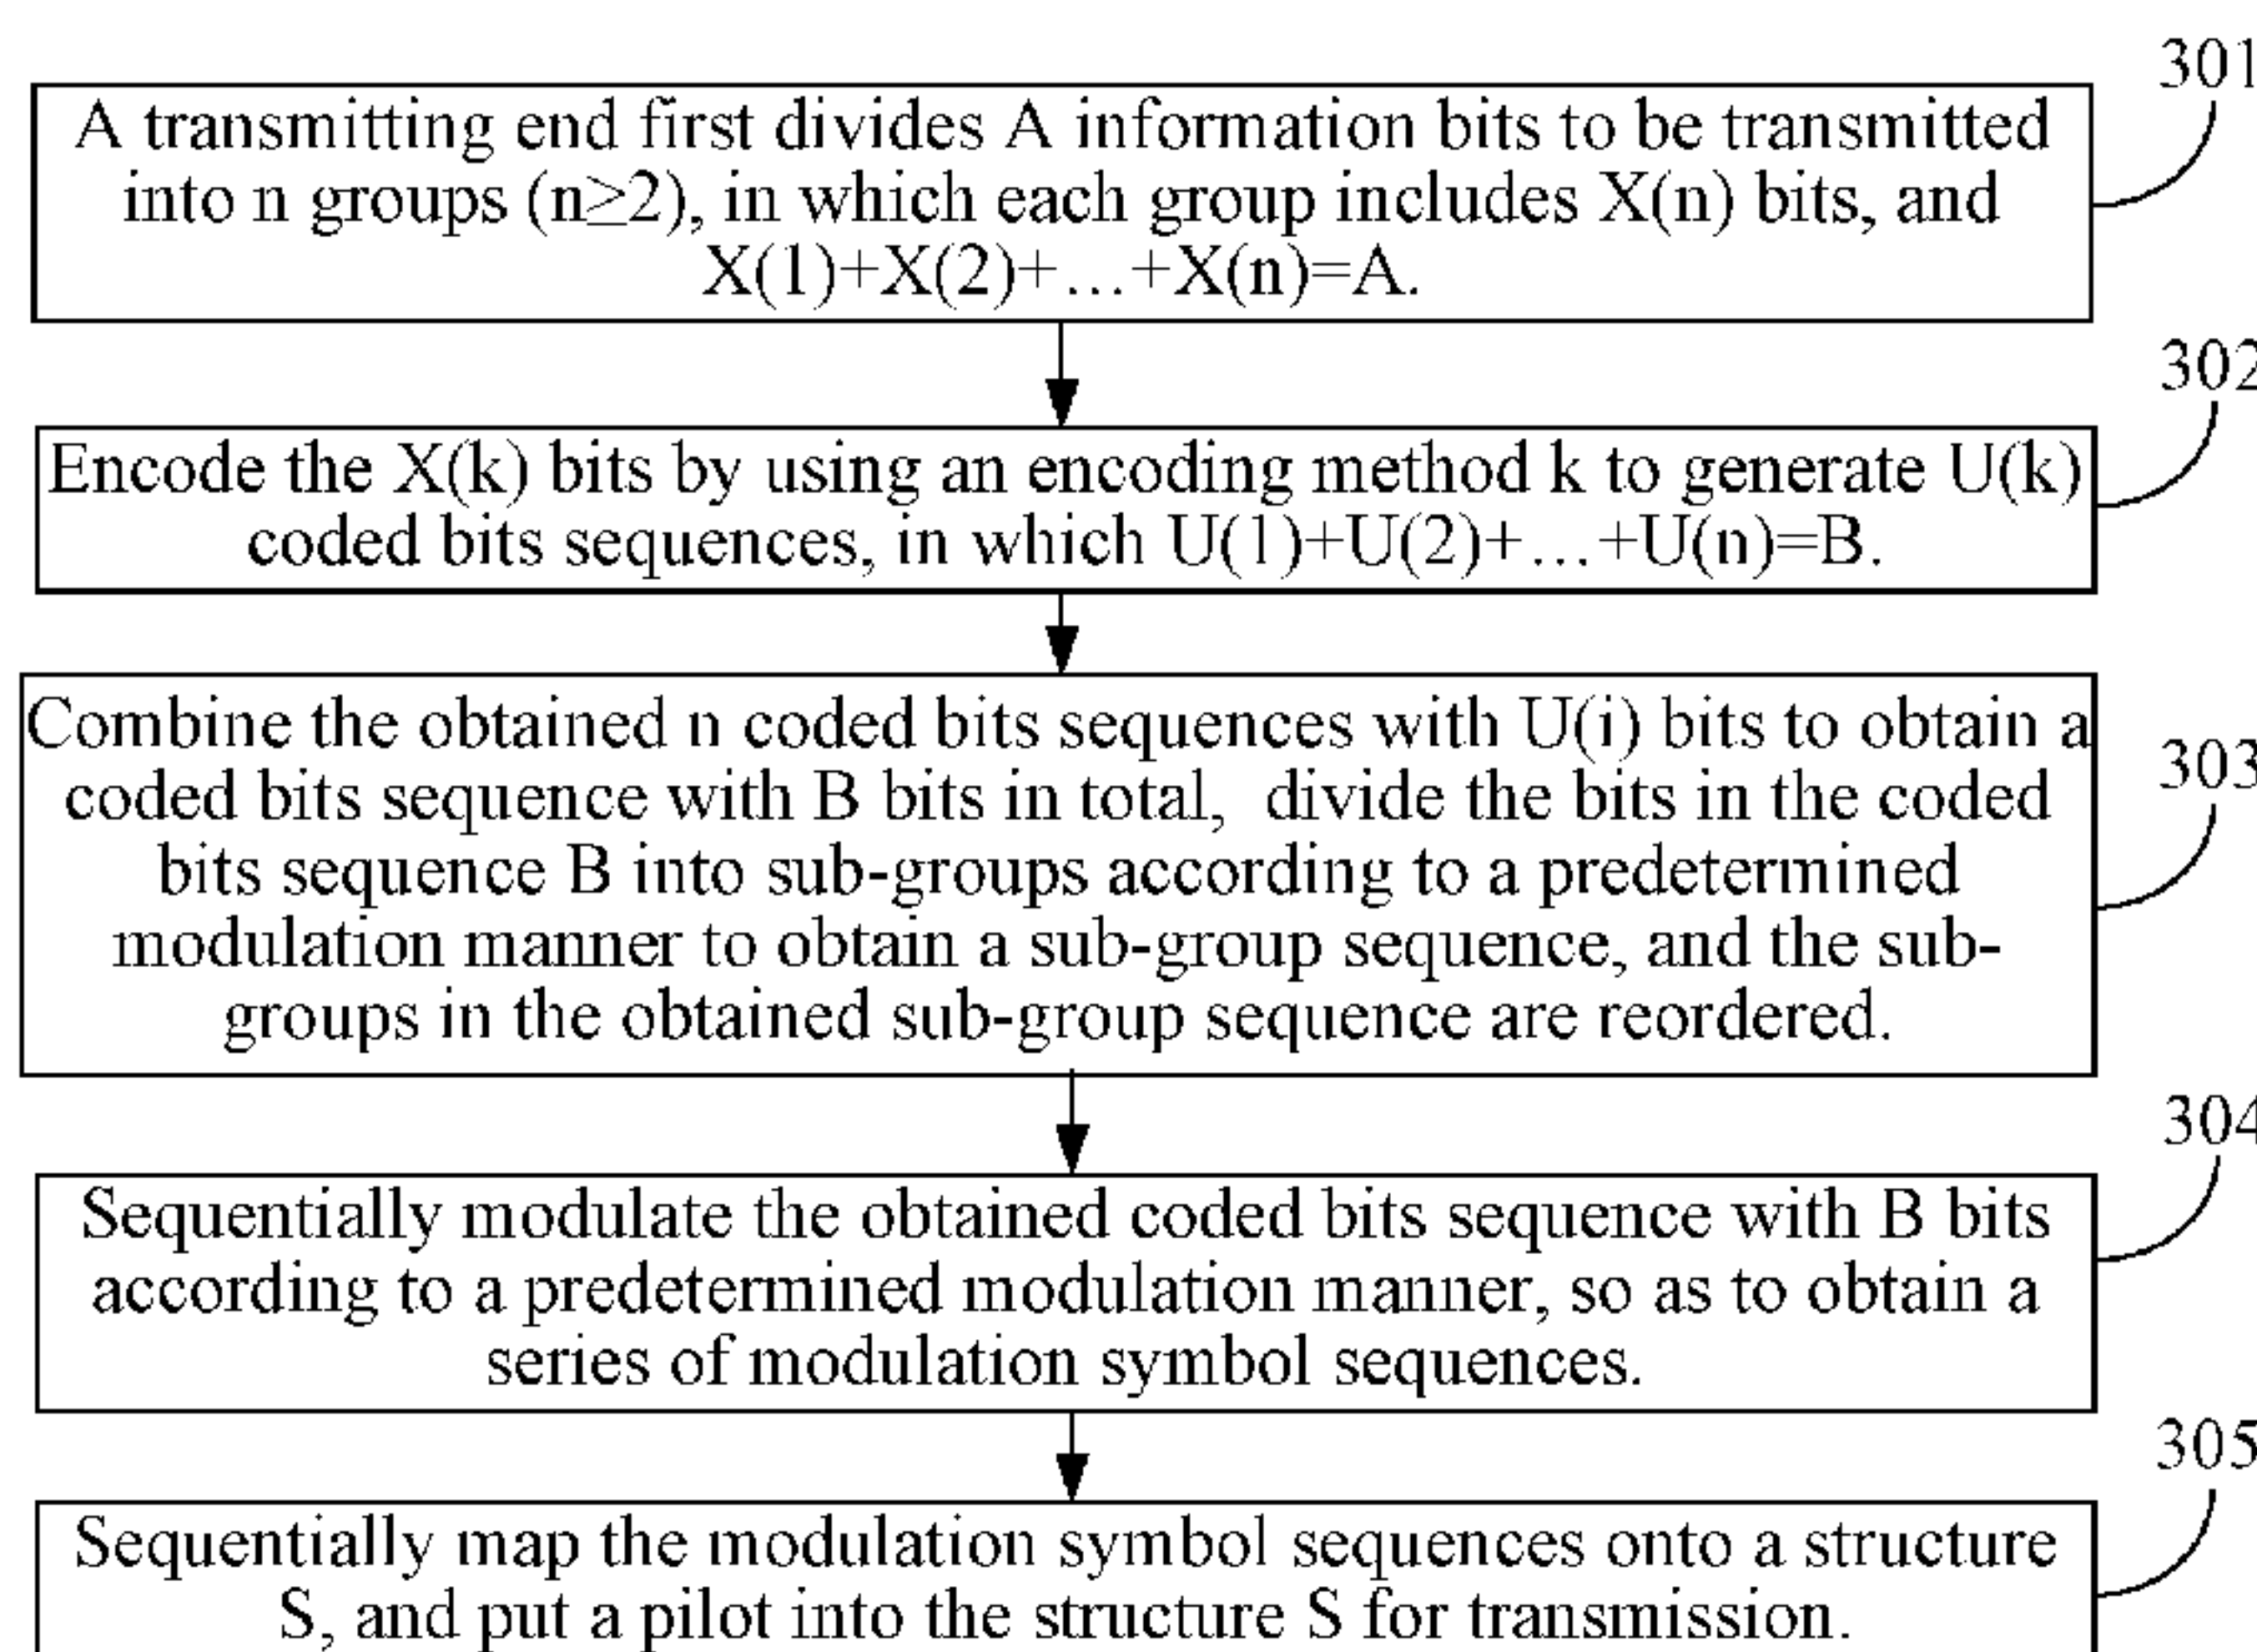 301
A transmitting end first divides A information bits to be transmitted
into n groups (n≥2), in which each group includes X(n) bits, and
X(1)+X(2)+...+X(n)=A.
302
Encode the X(k) bits by using an encoding method k to generate U(k)
coded bits sequences, in which U(1)+U(2)+...+U(n)=B.
Combine the obtained n coded bits sequences with U(i) bits to obtain a
303
coded bits sequence with B bits in total, divide the bits in the coded
bits sequence B into sub-groups according to a predetermined
modulation manner to obtain a sub-group sequence, and the sub-
groups in the obtained sub-group sequence are reordered.
304
Sequentially modulate the obtained coded bits sequence with B bits
according to a predetermined modulation manner, so as to obtain a
series of modulation symbol sequences.
305
Sequentially map the modulation symbol sequences onto a structure
S, and put a pilot into the structure S for transmission.